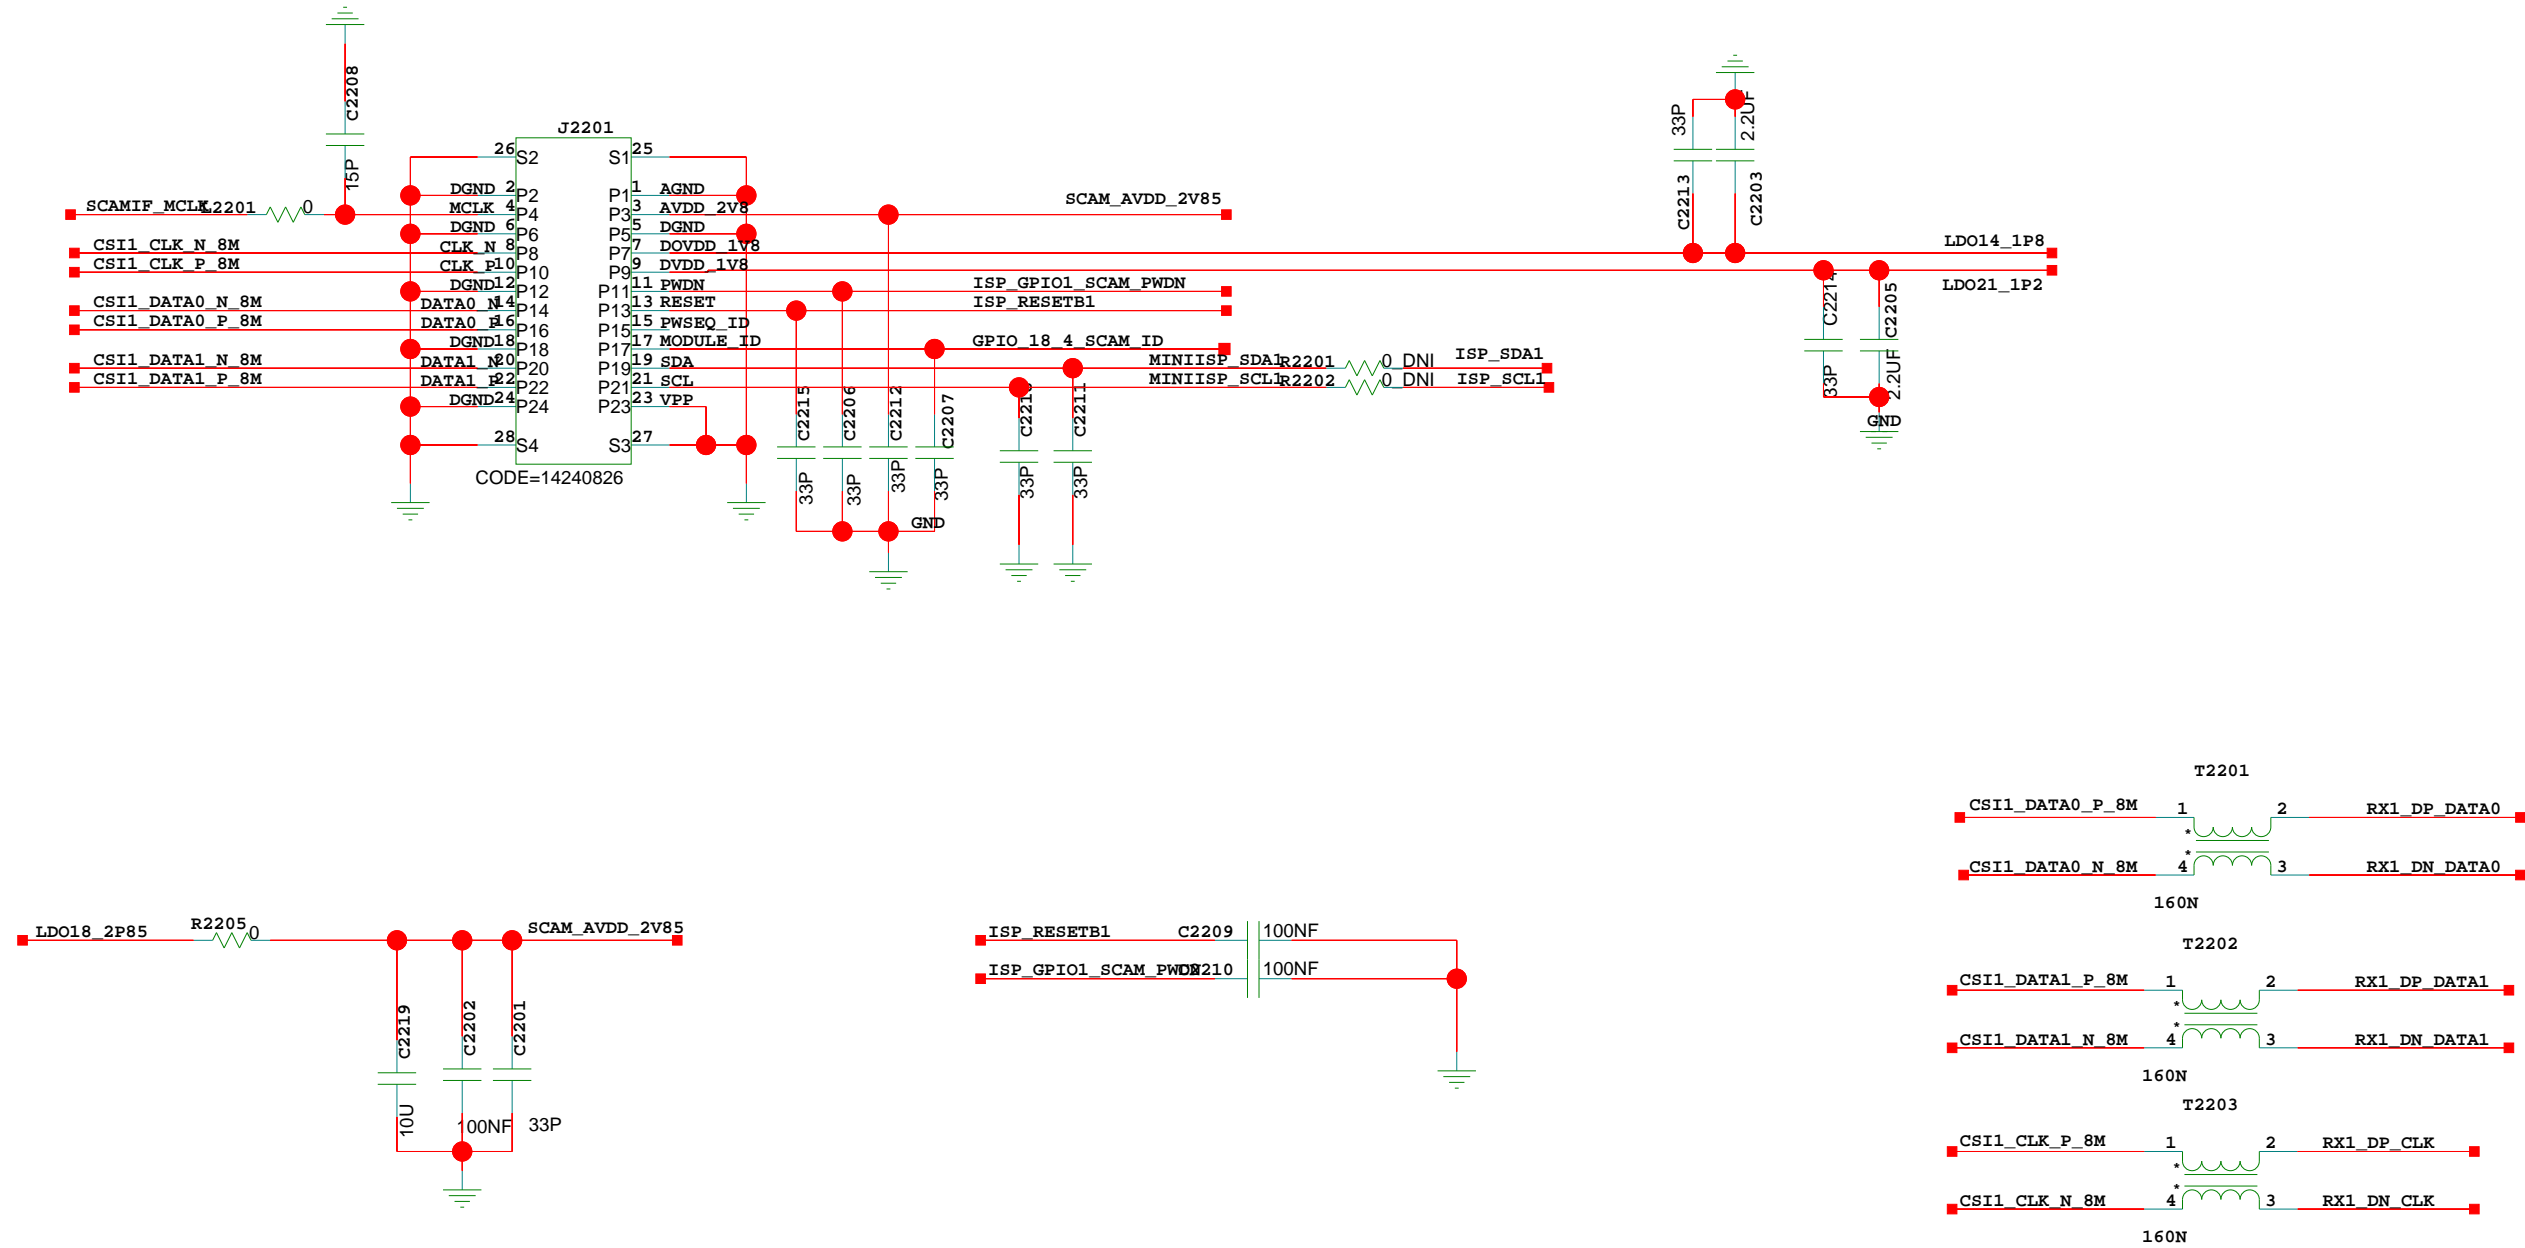 C2208
15P
J2201
26 S2 S1 25
DGND 2 P2 P1 1 AGND
SCAMIF_MCLK 2201 0 MCLK 4 P4 P3 3 AVDD_2V8 SCAM_AVDD_2V85
DGND 6 P6 P5 5 DGND
CSI1_CLK_N_8M CLK_N 8 P8 P7 7 DOVDD_1V8 LDO14_1P8
CSI1_CLK_P_8M CLK_P 10 P10 P9 9 DVDD_1V8 LDO21_1P2
DGND 12 P12 P11 11 PWDN ISP_GPIO1_SCAM_PWDN
CSI1_DATA0_N_8M DATA0_N 14 P14 P13 13 RESET ISP_RESETB1
CSI1_DATA0_P_8M DATA0_P 16 P16 P15 15 PWSEQ_ID
DGND 18 P18 P17 17 MODULE_ID GPIO_18_4_SCAM_ID
CSI1_DATA1_N_8M DATA1_N 20 P20 P19 19 SDA MINIISP_SDA1 R2201 0_DNI ISP_SDA1
CSI1_DATA1_P_8M DATA1_P 22 P22 P21 21 SCL MINIISP_SCL1 R2202 0_DNI ISP_SCL1
DGND 24 P24 P23 23 VPP
28 S4 S3 27
CODE=14240826
C2215
33P
C2206
33P
C2212
33P
C2207
33P
GND
33P
C2211
33P
33P
C2213
2.2UF
C2203
C2214
33P
C2205
2.2UF
GND
LDO18_2P85 R2205 0 SCAM_AVDD_2V85
C2219
10U
C2202
100NF
C2201
33P
ISP_RESETB1 C2209 100NF
ISP_GPIO1_SCAM_PWDN C2210 100NF
T2201
CSI1_DATA0_P_8M 1 2 RX1_DP_DATA0
*
*
CSI1_DATA0_N_8M 4 3 RX1_DN_DATA0
160N
T2202
CSI1_DATA1_P_8M 1 2 RX1_DP_DATA1
*
*
CSI1_DATA1_N_8M 4 3 RX1_DN_DATA1
160N
T2203
CSI1_CLK_P_8M 1 2 RX1_DP_CLK
*
*
CSI1_CLK_N_8M 4 3 RX1_DN_CLK
160N